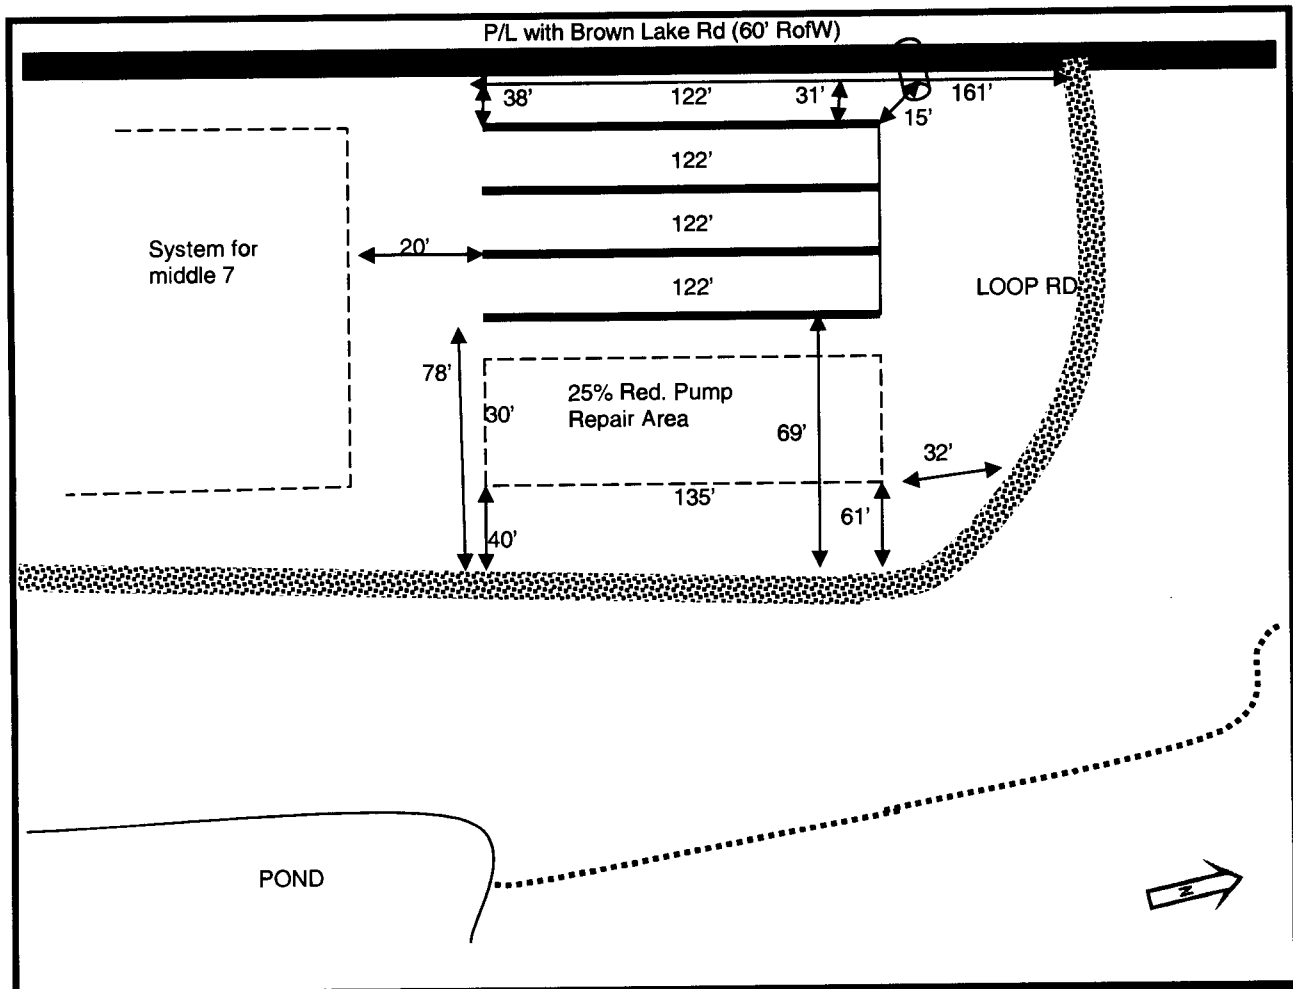 P/L with Brown Lake Rd (60' RofW)
38'
122'
31'
161'
15'
122'
System for
middle 7
20'
122'
122'
LOOP RD
78'
25% Red. Pump
Repair Area
30'
69'
32'
135'
61'
40'
POND
N